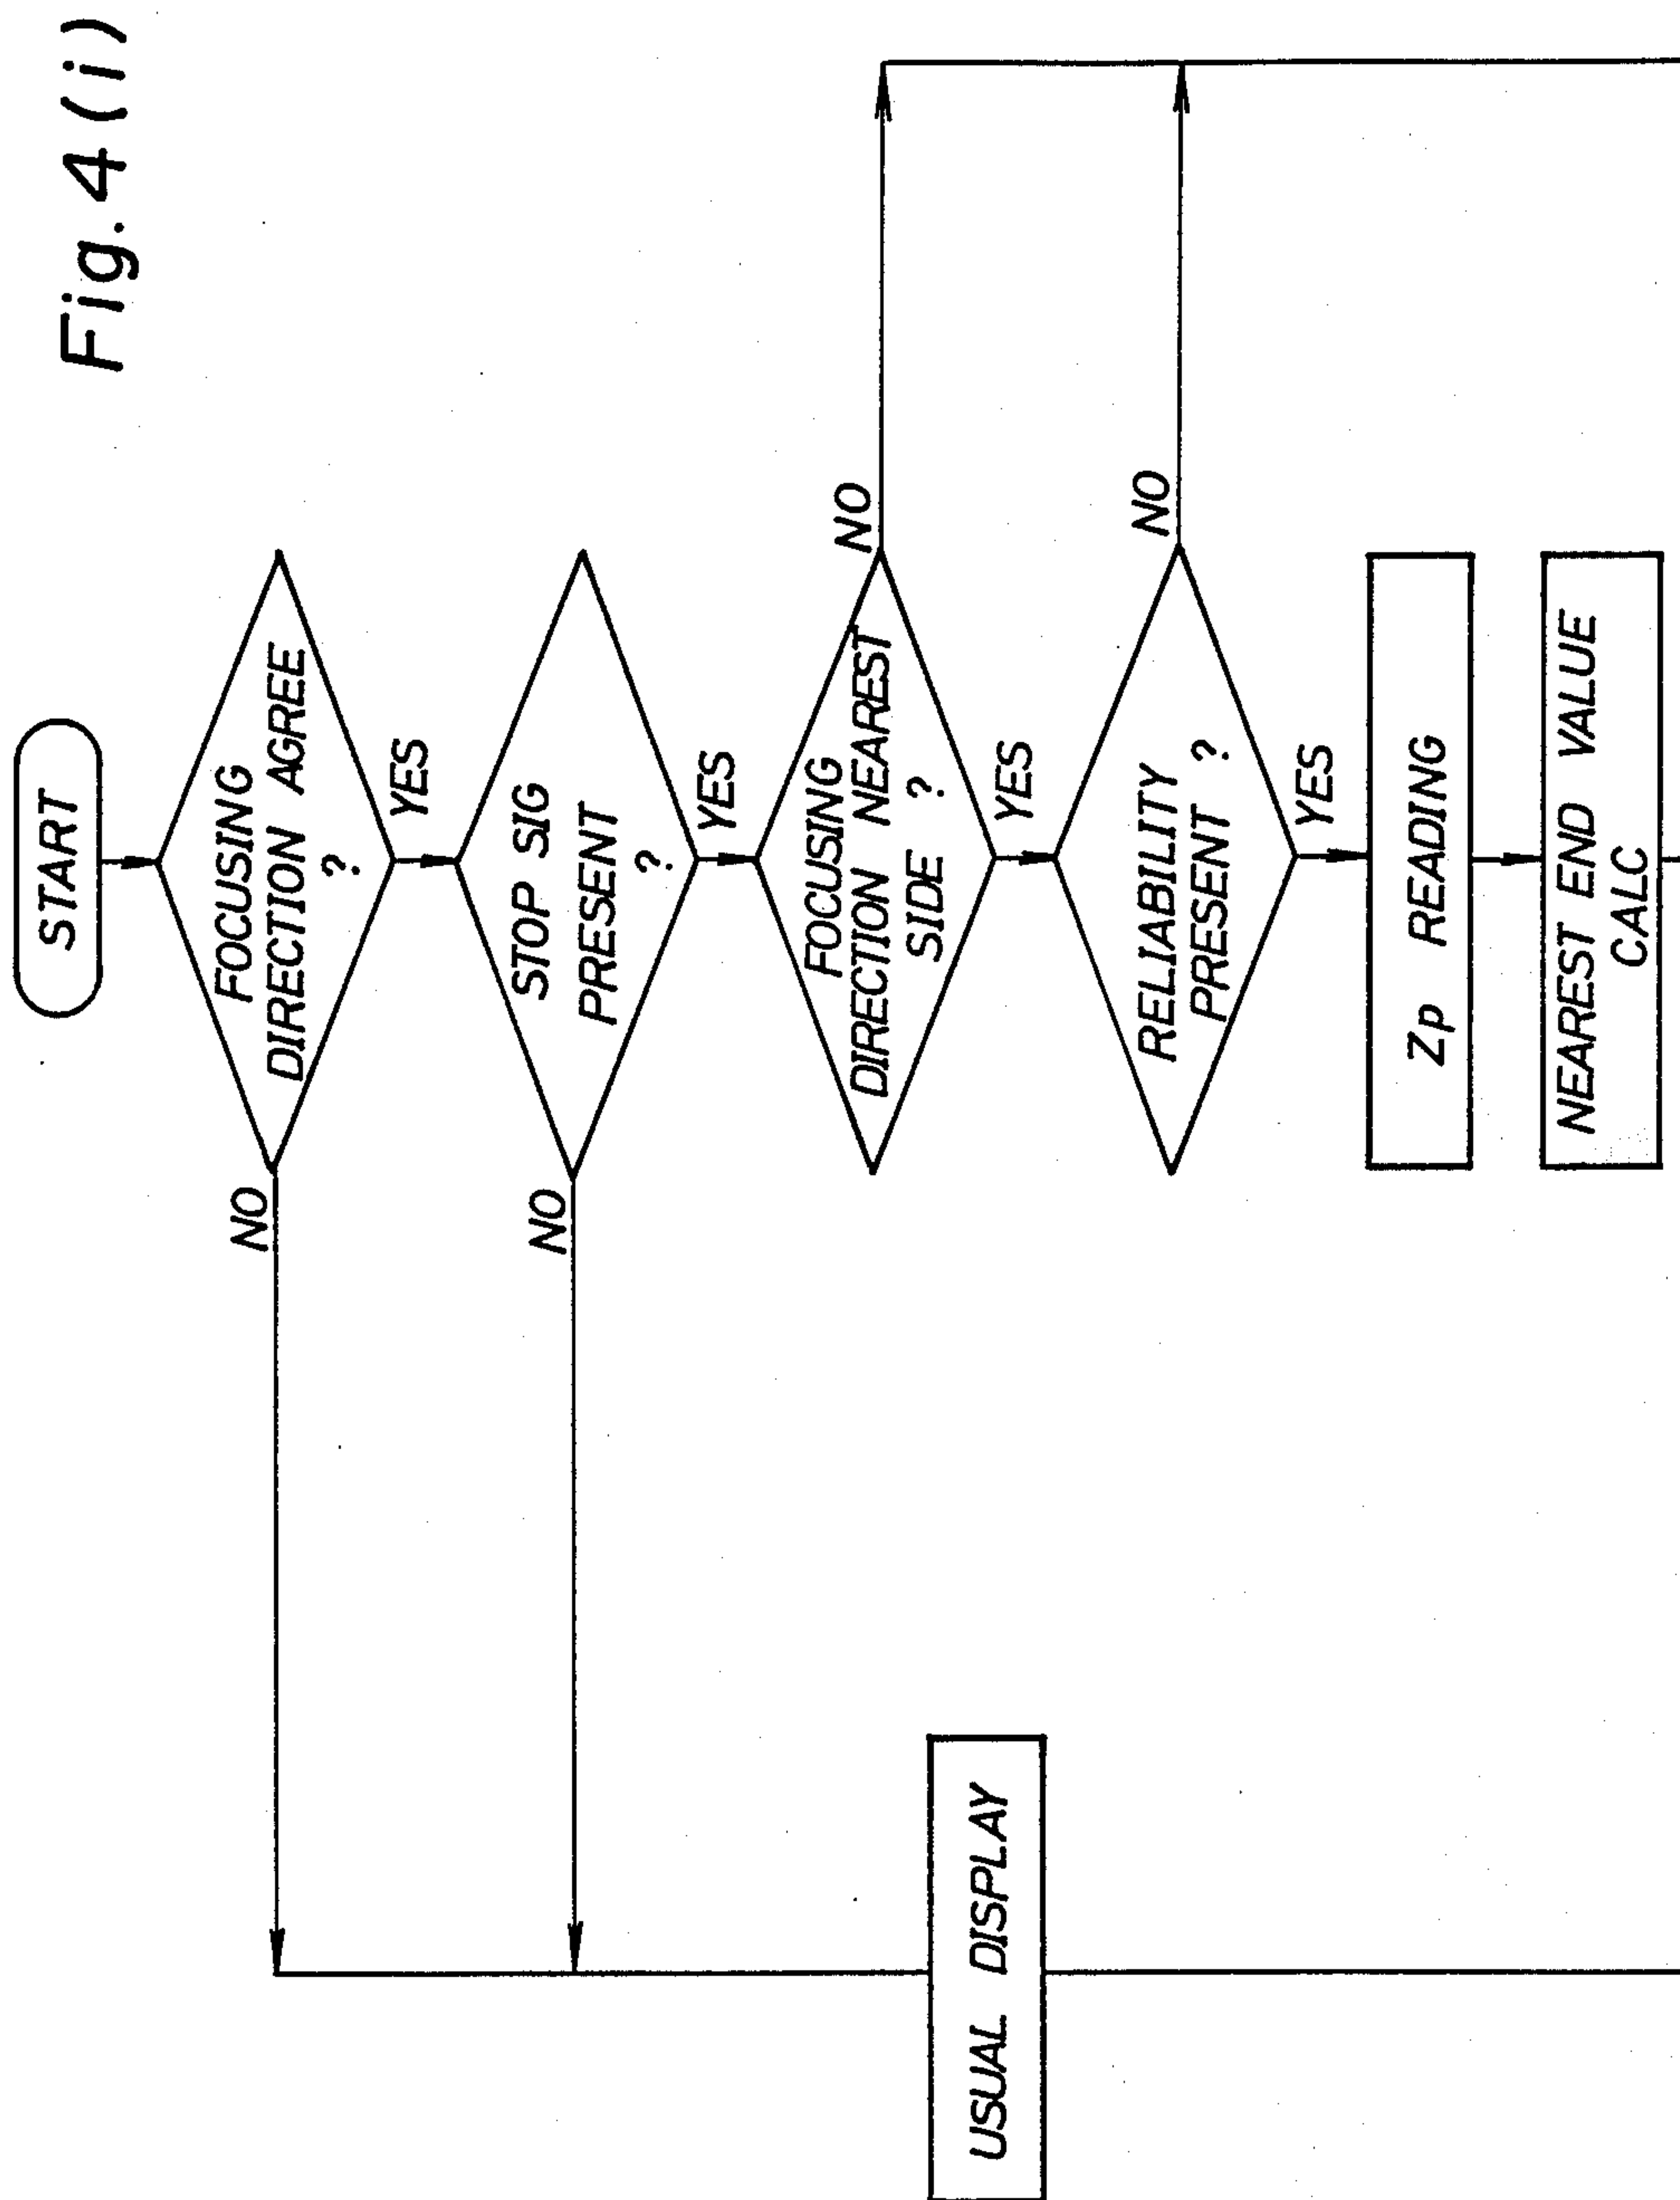 Fig. 4 (i)
START
FOCUSING
DIRECTION AGREE
?
NO
YES
STOP SIG
PRESENT
?
NO
YES
FOCUSING
DIRECTION NEAREST
SIDE ?
NO
YES
RELIABILITY
PRESENT ?
NO
YES
Zp READING
NEAREST END VALUE
CALC
USUAL DISPLAY